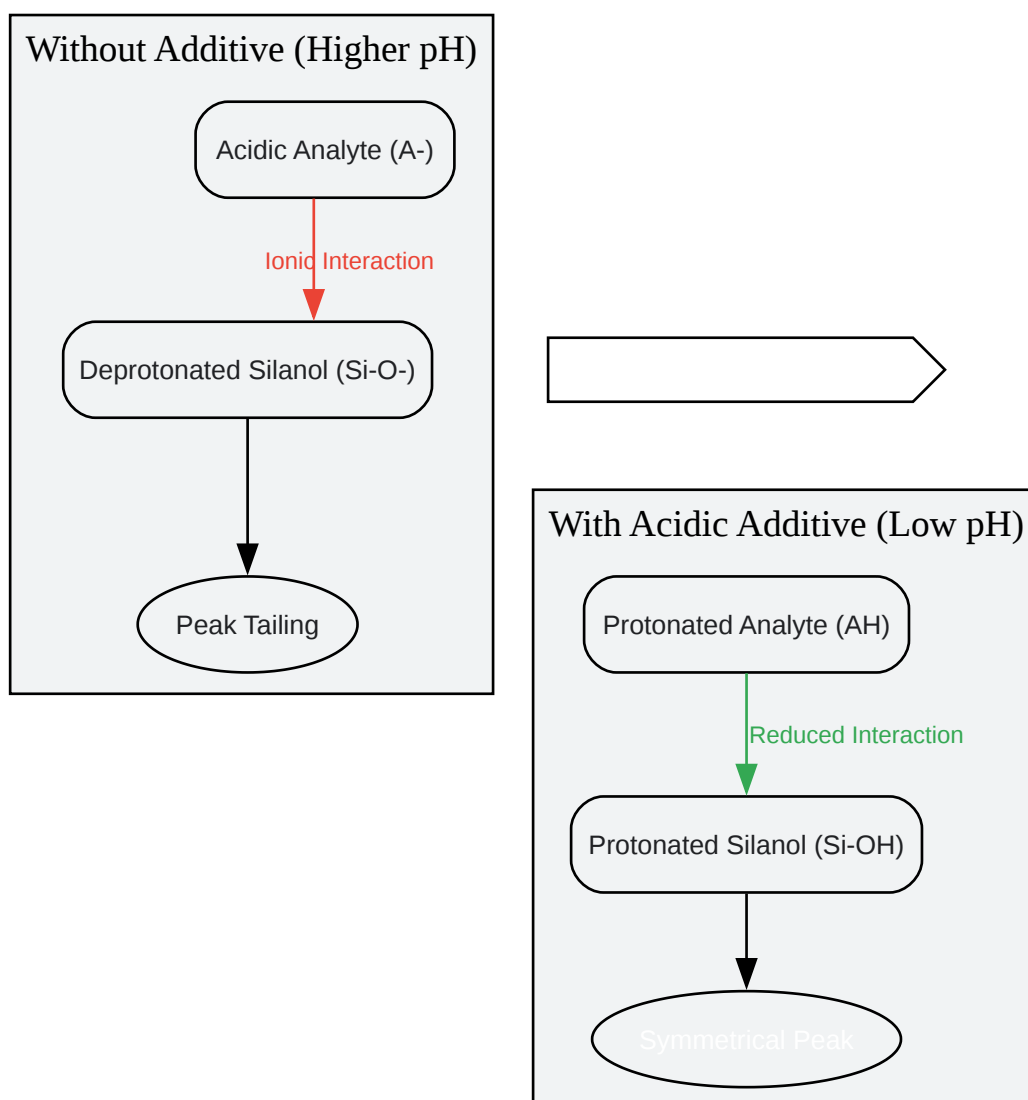 Without Additive (Higher pH)
Acidic Analyte (A-)
Ionic Interaction
Deprotonated Silanol (Si-O-)
Peak Tailing
With Acidic Additive (Low pH)
Protonated Analyte (AH)
Reduced Interaction
Protonated Silanol (Si-OH)
Symmetrical Peak